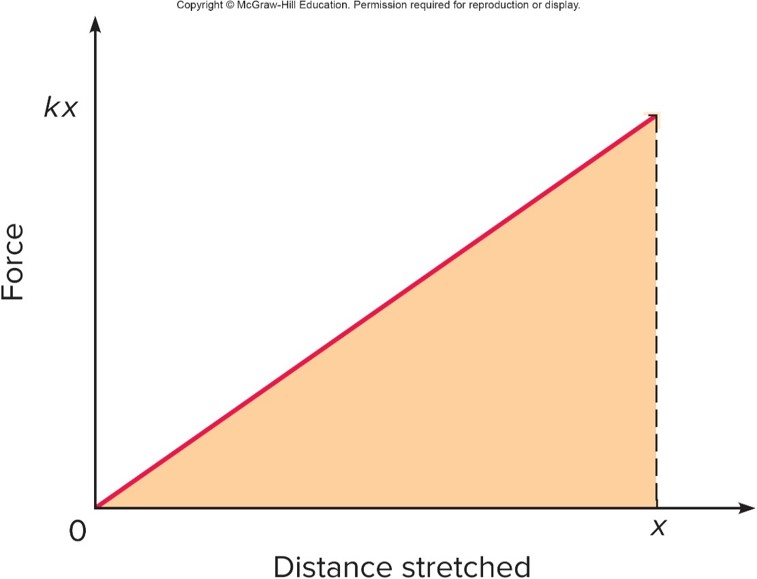 Copyright © McGraw-Hill Education. Permission required for reproduction or display.
kx
Force
0
x
Distance stretched